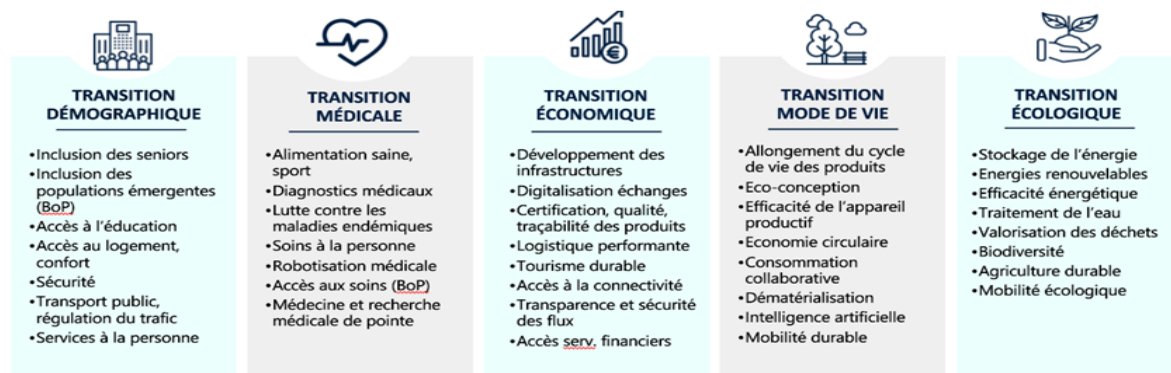 TRANSITION
DÉMOGRAPHIQUE
•Inclusion des seniors
•Inclusion des
populations émergentes
(BoP)
•Accès à l'éducation
•Accès au logement,
confort
•Sécurité
•Transport public,
régulation du trafic
•Services à la personne
TRANSITION
MÉDICALE
•Alimentation saine,
sport
•Diagnostics médicaux
•Lutte contre les
maladies endémiques
•Soins à la personne
•Robotisation médicale
•Accès aux soins (BoP)
•Médecine et recherche
médicale de pointe
€
TRANSITION
ÉCONOMIQUE
•Développement des
infrastructures
•Digitalisation échanges
•Certification, qualité,
traçabilité des produits
•Logistique performante
•Tourisme durable
•Accès à la connectivité
•Transparence et sécurité
des flux
•Accès serv. financiers
TRANSITION
MODE DE VIE
•Allongement du cycle
de vie des produits
•Eco-conception
•Efficacité de l'appareil
productif
•Economie circulaire
•Consommation
collaborative
•Dématérialisation
•Intelligence artificielle
•Mobilité durable
TRANSITION
ÉCOLOGIQUE
•Stockage de l'énergie
•Energies renouvelables
•Efficacité énergétique
•Traitement de l'eau
•Valorisation des déchets
•Biodiversité
•Agriculture durable
•Mobilité écologique